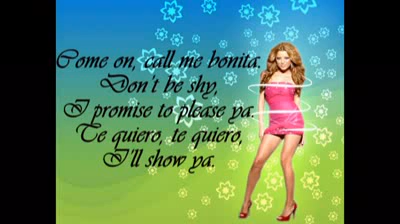 Come on, call me bonita.
Don't be shy,
I promise to please ya.
Te quiero, te quiero,
I'll show ya.